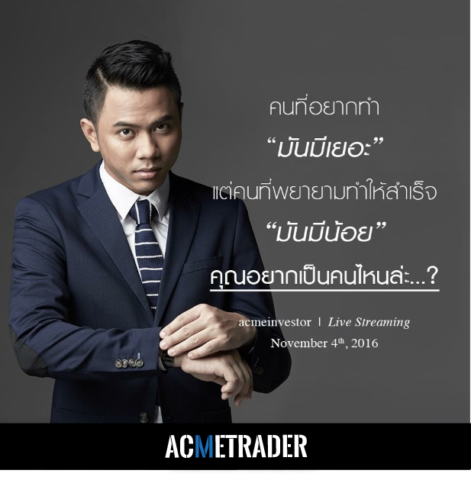 คนที่อยากทำ
“มันมีเยอะ”
แต่คนที่พยายามทำให้สำเร็จ
“มันมีน้อย”
คุณอยากเป็นคนไหนล่ะ...?
acmeinvestor | Live Streaming
November 4th, 2016
ACMETRADER